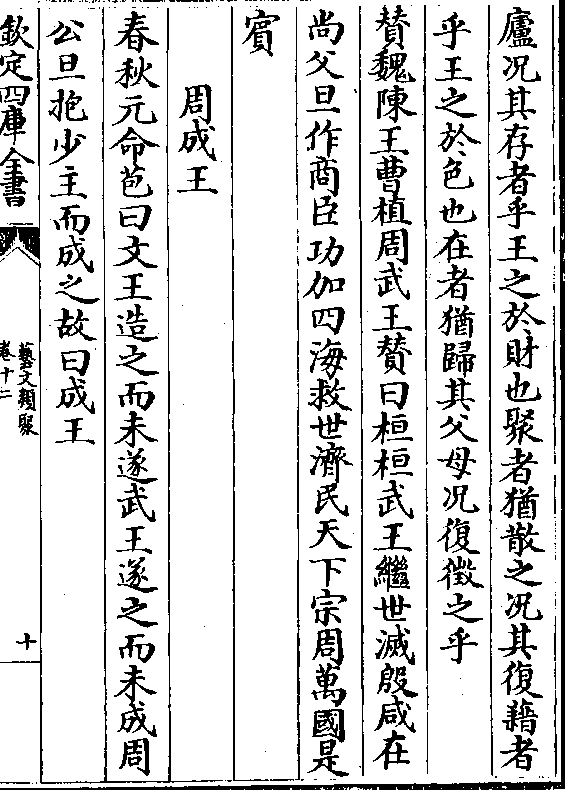 廬况其存者乎王之於財也聚者猶散之况其復藉者
乎王之於色也在者猶歸其父母况復徴之乎
賛魏陳王曹植周武王賛曰桓桓武王繼世滅殷咸在
尚父旦作商臣功加四海救世濟民天下宗周萬國是
賓
周成王
春秋元命苞曰文王造之而未遂武王遂之而未成周
公旦抱少主而成之故曰成王
欽定四庫全書
藝文類聚
卷十二
十